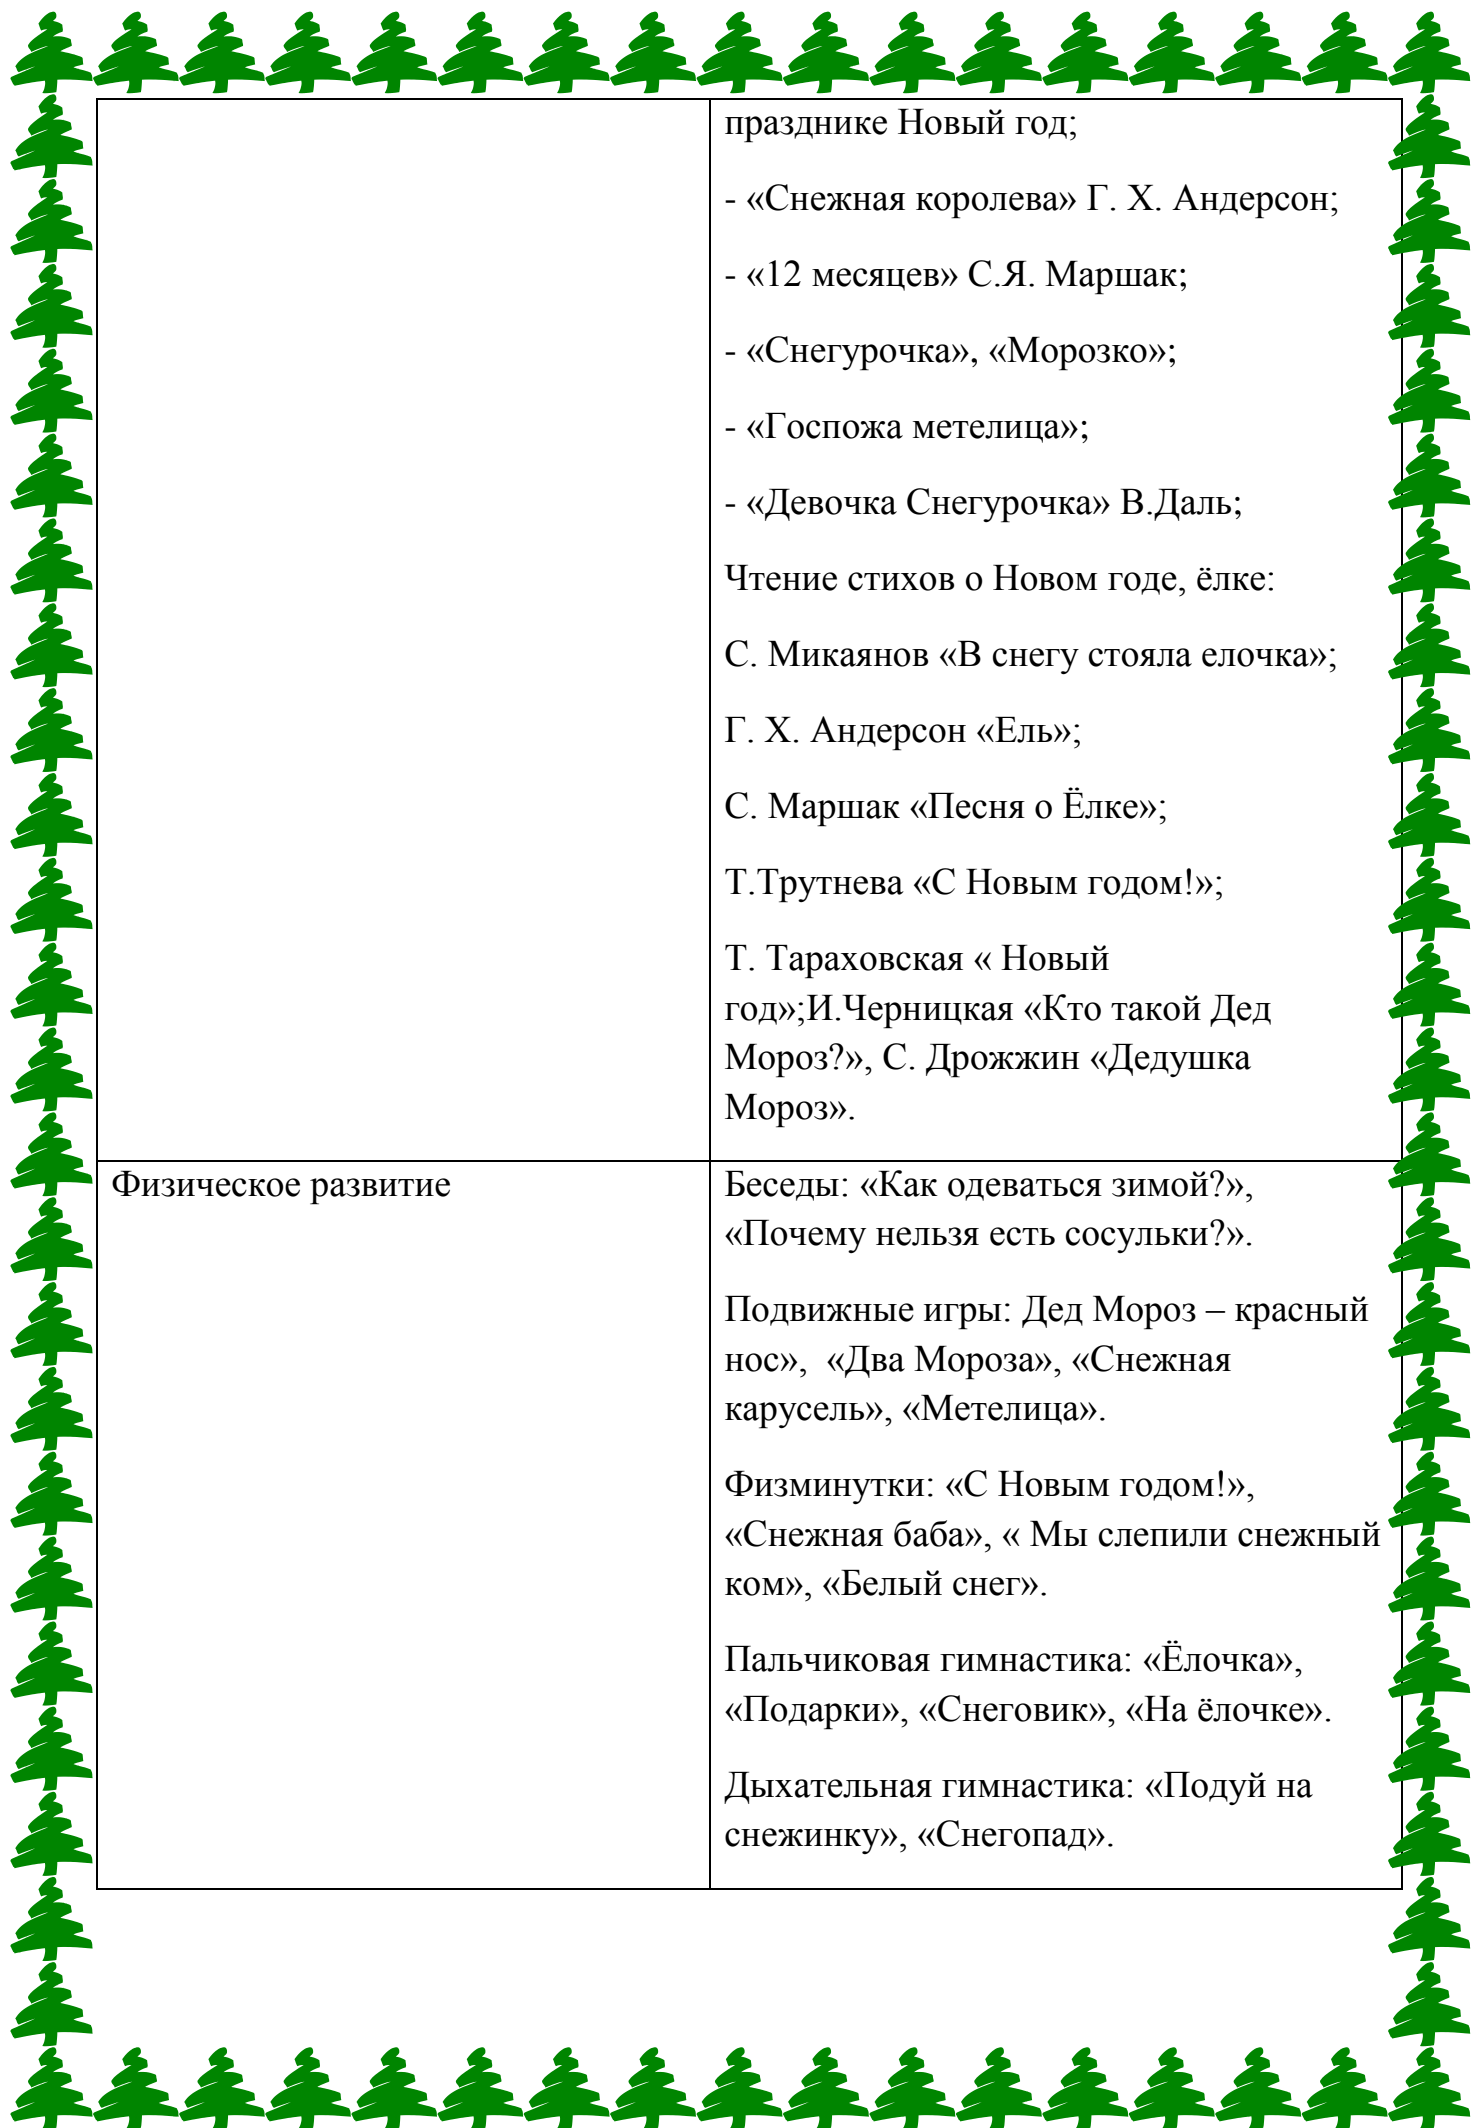 празднике Новый год;
- «Снежная королева» Г. Х. Андерсон;
- «12 месяцев» С.Я. Маршак;
- «Снегурочка», «Морозко»;
- «Госпожа метелица»;
- «Девочка Снегурочка» В.Даль;
Чтение стихов о Новом годе, ёлке:
С. Микаянов «В снегу стояла елочка»;
Г. Х. Андерсон «Ель»;
С. Маршак «Песня о Ёлке»;
Т.Трутнева «С Новым годом!»;
Т. Тараховская « Новый
год»;И.Черницкая «Кто такой Дед
Мороз?», С. Дрожжин «Дедушка
Мороз».
Физическое развитие
Беседы: «Как одеваться зимой?»,
«Почему нельзя есть сосульки?».
Подвижные игры: Дед Мороз – красный
нос»,  «Два Мороза», «Снежная
карусель», «Метелица».
Физминутки: «С Новым годом!»,
«Снежная баба», « Мы слепили снежный
ком», «Белый снег».
Пальчиковая гимнастика: «Ёлочка»,
«Подарки», «Снеговик», «На ёлочке».
Дыхательная гимнастика: «Подуй на
снежинку», «Снегопад».